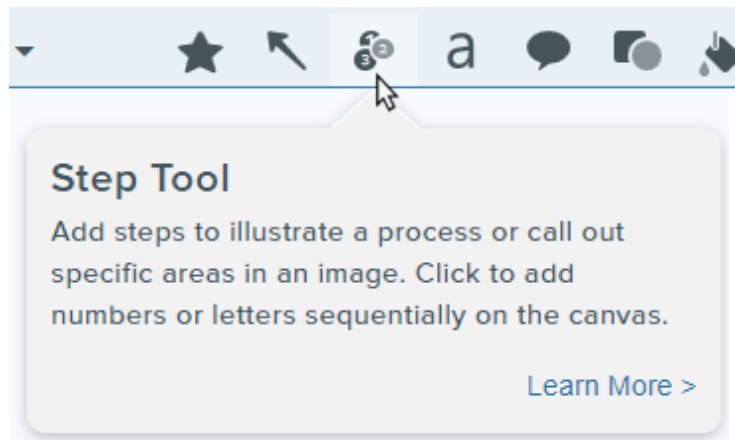 a
Step Tool
Add steps to illustrate a process or call out
specific areas in an image. Click to add
numbers or letters sequentially on the canvas.
Learn More >